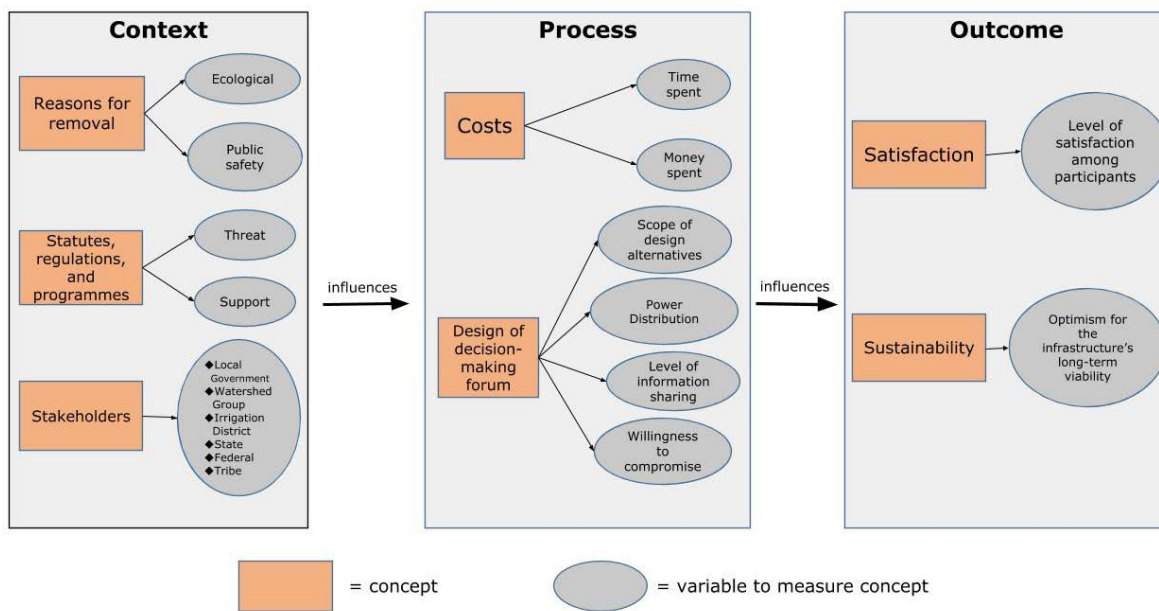 Context
Reasons for
removal
Ecological
Public
safety
Statutes,
regulations,
and
programmes
Threat
Support
Stakeholders
◆Local
Government
◆Watershed
Group
◆Irrigation
District
◆State
◆Federal
◆Tribe
influences
Process
Costs
Time
spent
Money
spent
Design of
decision-
making
forum
Scope of
design
alternatives
Power
Distribution
Level of
information
sharing
Willingness
to
compromise
influences
Outcome
Satisfaction
Level of
satisfaction
among
participants
Sustainability
Optimism for
the
infrastructure’s
long-term
viability
= concept
= variable to measure concept